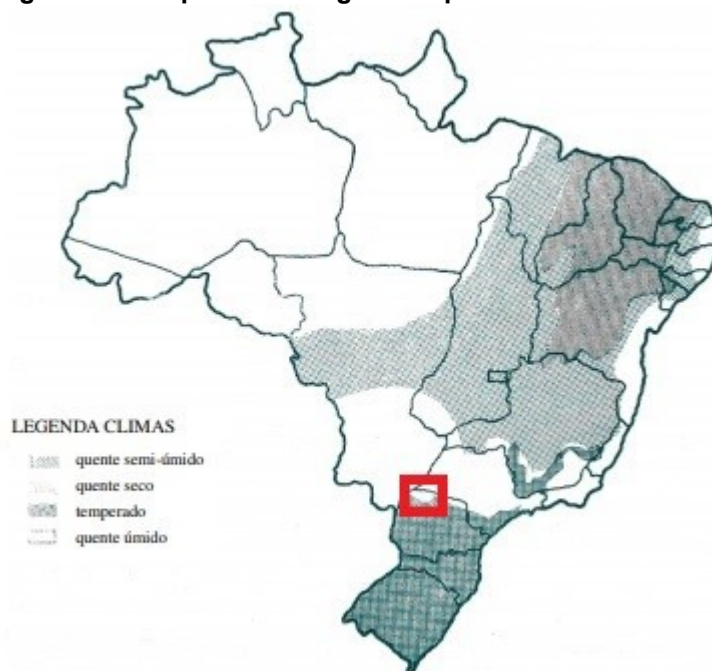 LEGENDA CLIMAS
quente semi-úmido
quente seco
temperado
quente úmido